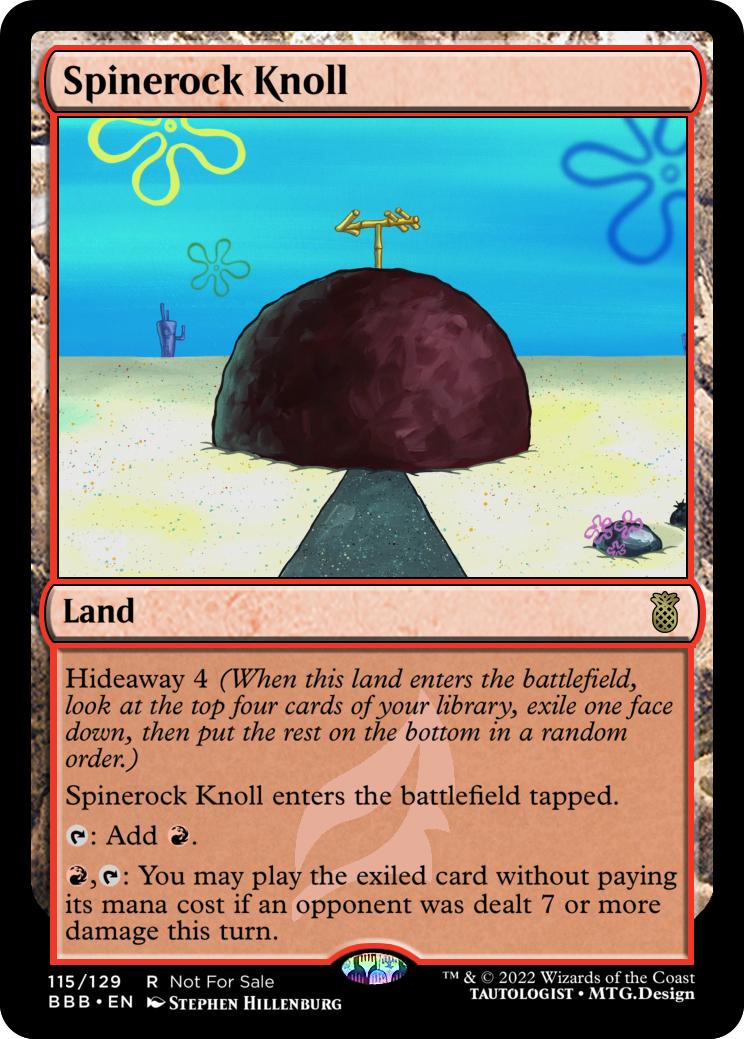 Spinerock Knoll
Land
Hideaway 4 (When this land enters the battlefield,
look at the top four cards of your library, exile one face
down, then put the rest on the bottom in a random
order.)
Spinerock Knoll enters the battlefield tapped.
: Add .
,: You may play the exiled card without paying
its mana cost if an opponent was dealt 7 or more
damage this turn.
115/129 R Not For Sale
BBB • EN STEPHEN HILLENBURG
™ & © 2022 Wizards of the Coast
TAUTOLOGIST • MTG.Design